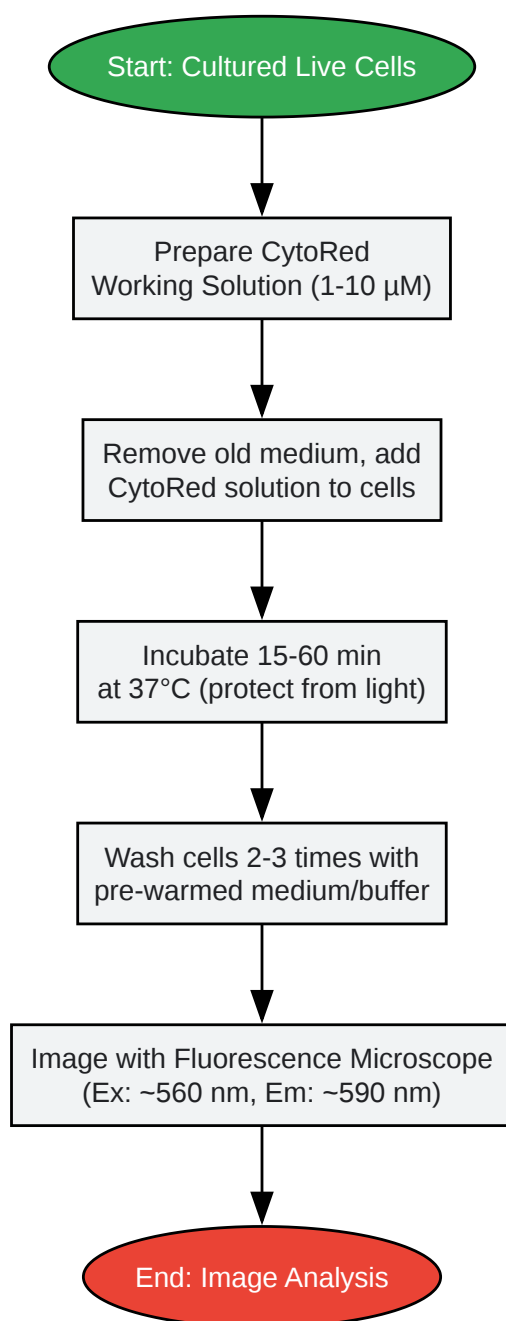 Start: Cultured Live Cells
Prepare CytoRed
Working Solution (1-10 µM)
Remove old medium, add
CytoRed solution to cells
Incubate 15-60 min
at 37°C (protect from light)
Wash cells 2-3 times with
pre-warmed medium/buffer
Image with Fluorescence Microscope
(Ex: ~560 nm, Em: ~590 nm)
End: Image Analysis